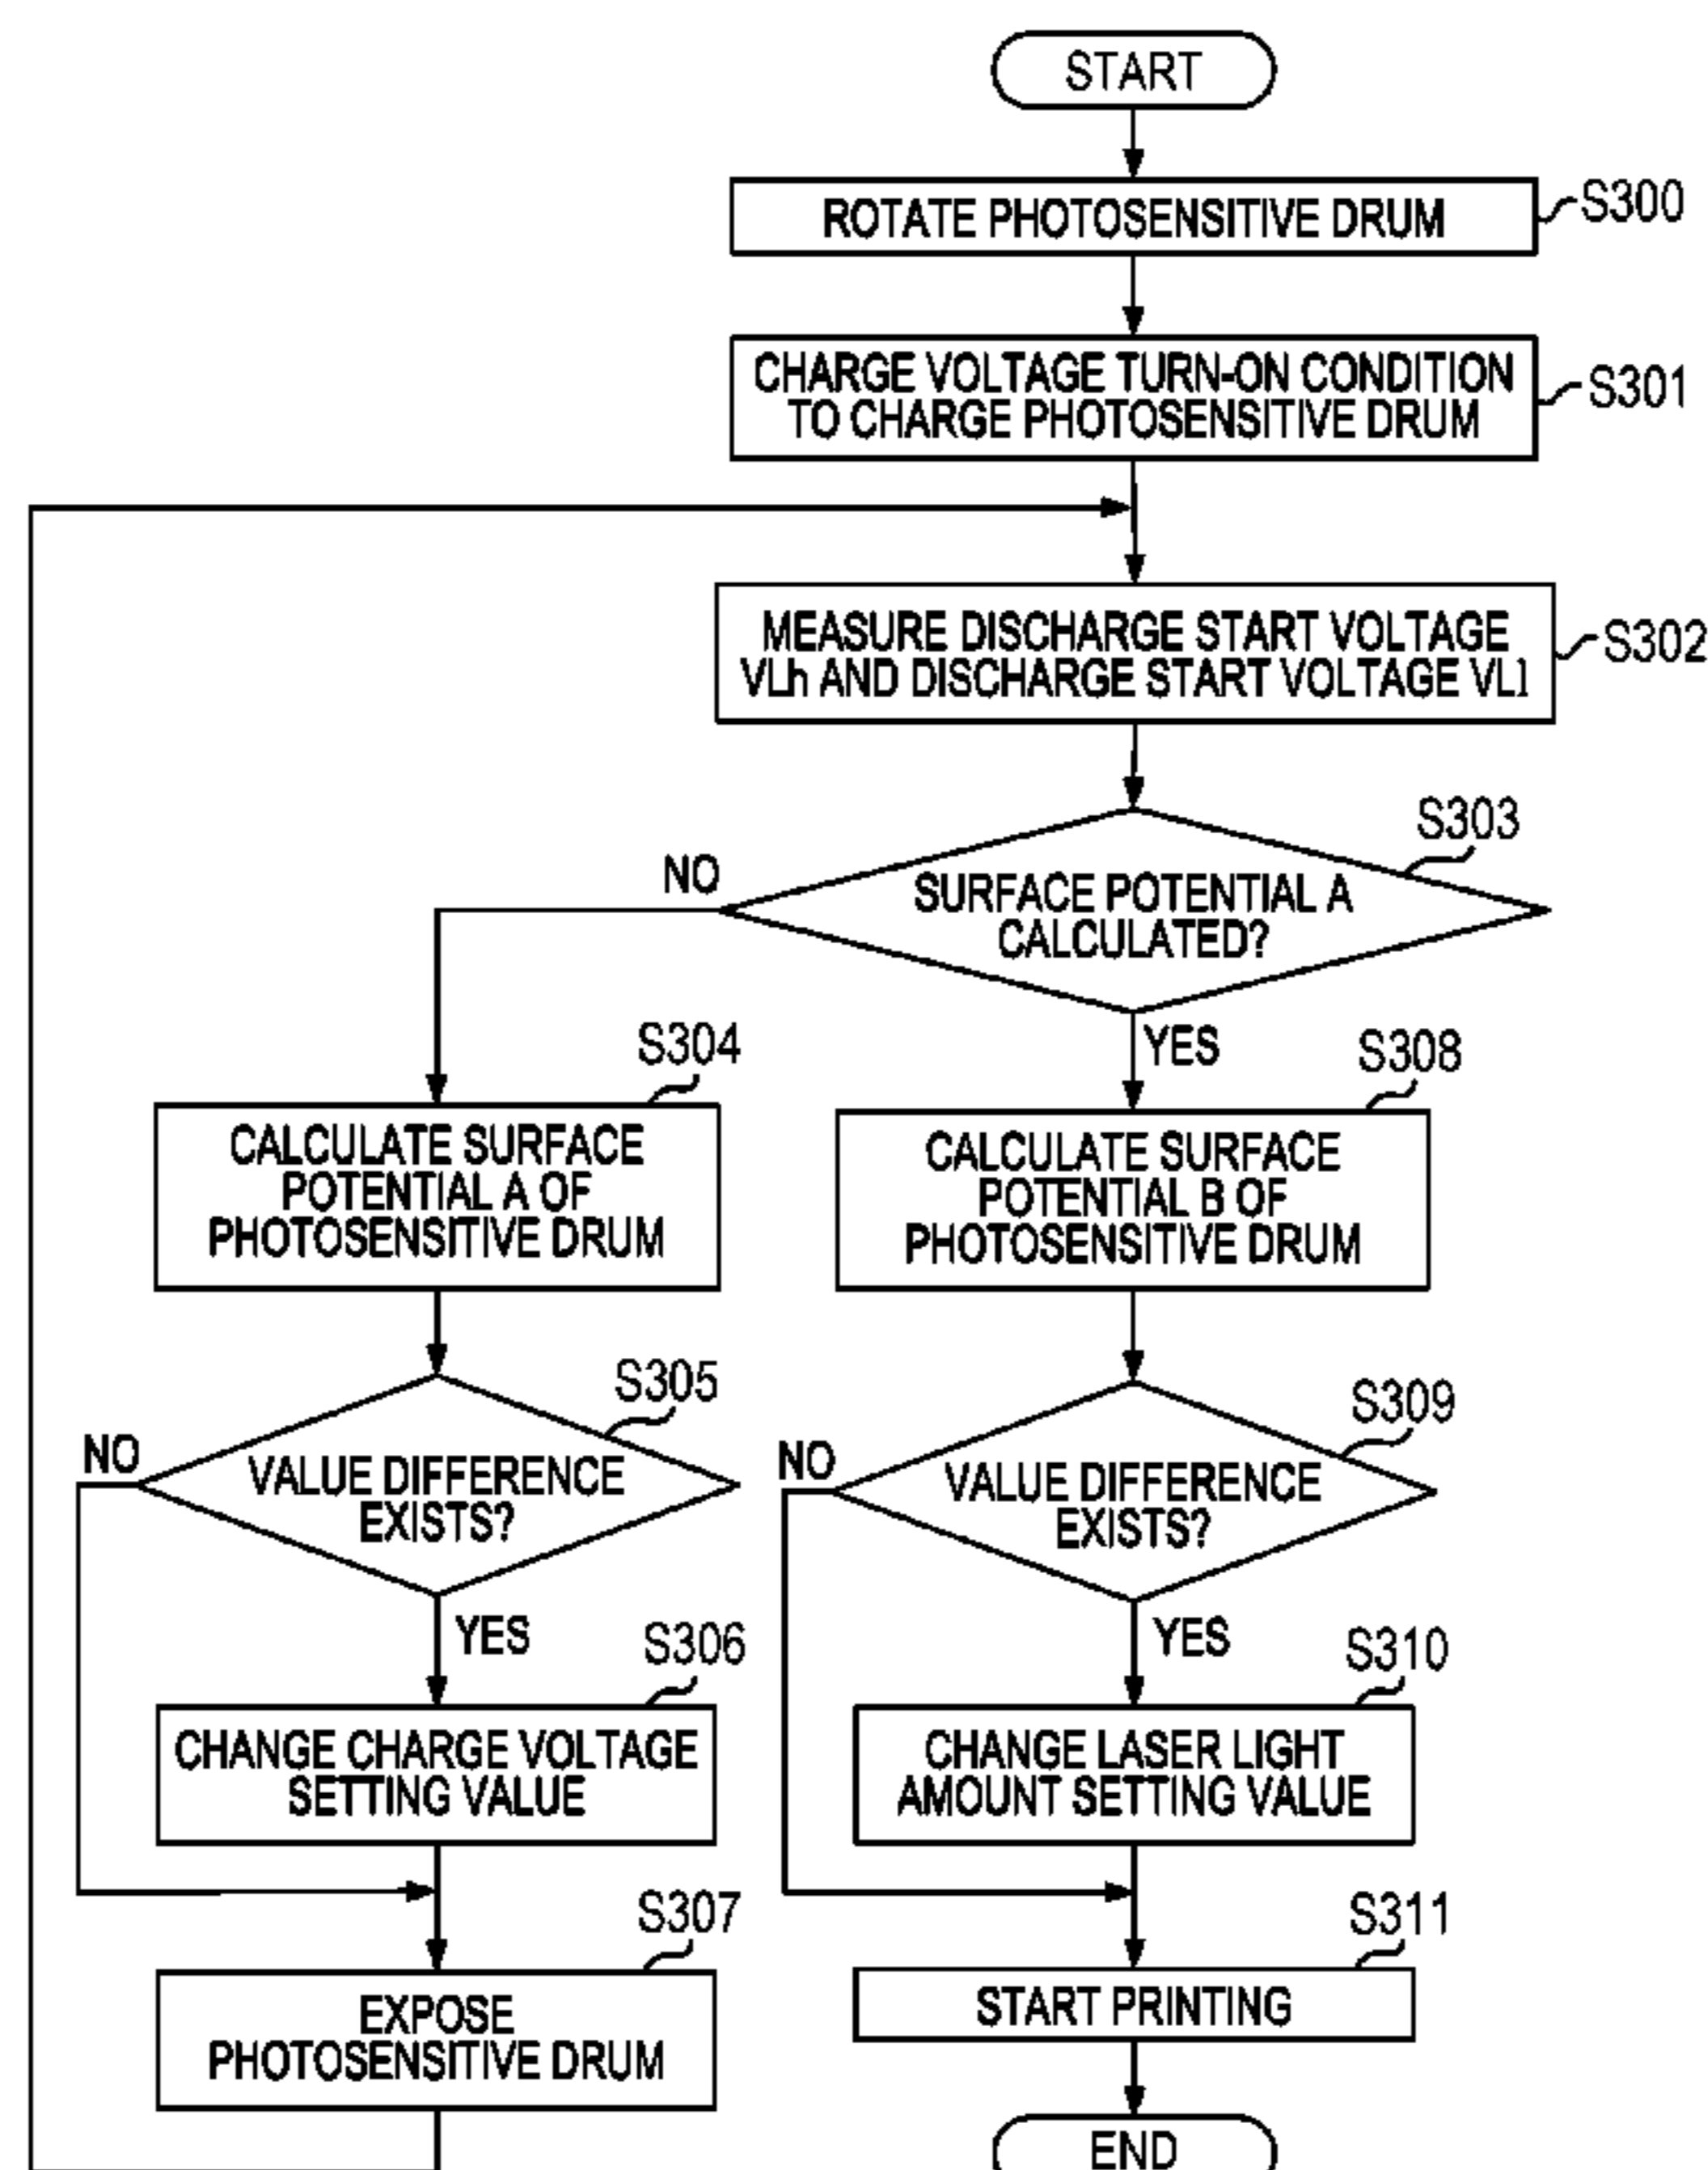 START
ROTATE PHOTOSENSITIVE DRUM
S300
CHARGE VOLTAGE TURN-ON CONDITION
TO CHARGE PHOTOSENSITIVE DRUM
S301
MEASURE DISCHARGE START VOLTAGE
VLh AND DISCHARGE START VOLTAGE VLl
S302
S303
NO
SURFACE POTENTIAL A
CALCULATED?
YES
S304
CALCULATE SURFACE
POTENTIAL A OF
PHOTOSENSITIVE DRUM
S308
CALCULATE SURFACE
POTENTIAL B OF
PHOTOSENSITIVE DRUM
S305
NO
VALUE DIFFERENCE
EXISTS?
YES
S309
NO
VALUE DIFFERENCE
EXISTS?
YES
S306
CHANGE CHARGE VOLTAGE
SETTING VALUE
S310
CHANGE LASER LIGHT
AMOUNT SETTING VALUE
S307
EXPOSE
PHOTOSENSITIVE DRUM
S311
START PRINTING
END